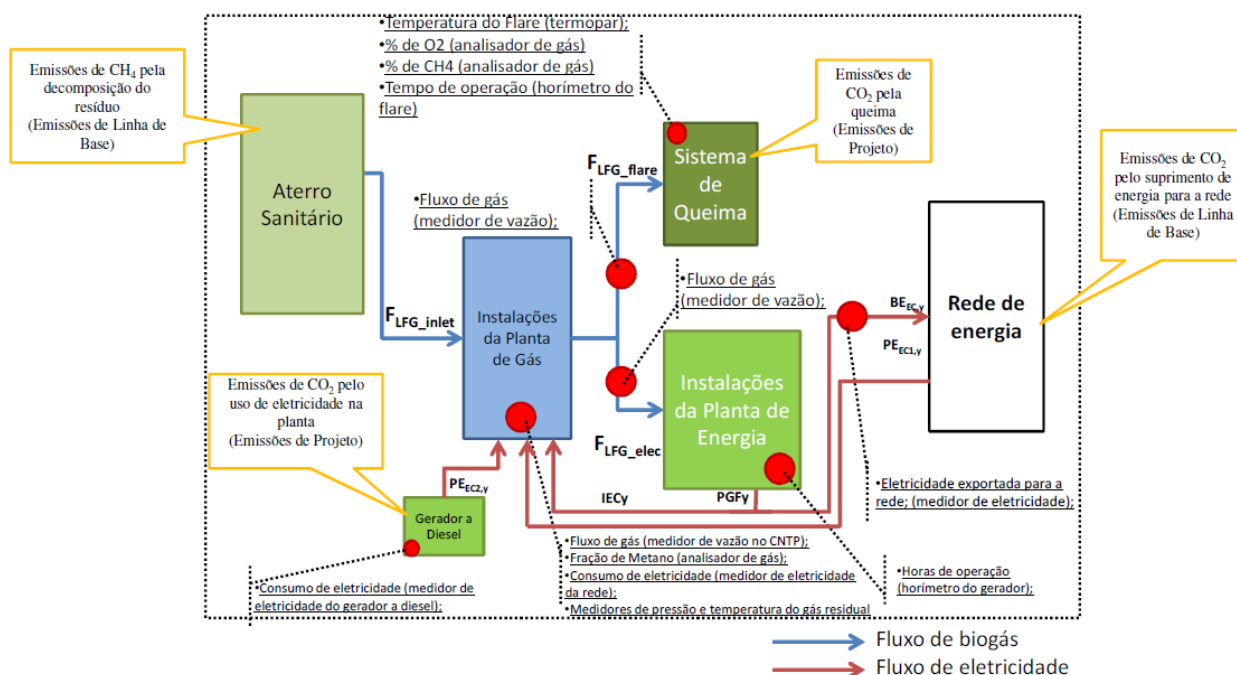 •Temperatura do Flare (termopar);
•% de O2 (analisador de gás)
•% de CH4 (analisador de gás)
•Tempo de operação (horímetro do
flare)
Emissões de CH₄ pela
decomposição do
resíduo
(Emissões de Linha de
Base)
Emissões de
CO₂ pela
queima
(Emissões de
Projeto)
Emissões de CO₂
pelo suprimento de
energia para a rede
(Emissões de Linha
de Base)
Aterro
Sanitário
Sistema
de
Queima
F_LFG_flare
•Fluxo de gás
(medidor de vazão);
•Fluxo de gás
(medidor de vazão);
F_LFG_inlet
Instalações
da Planta
de Gás
BE_EC,y
PE_EC1,y
Rede de
energia
Instalações
da Planta de
Energia
Emissões de CO₂ pelo
uso de eletricidade na
planta
(Emissões de Projeto)
F_LFG_elec
PE_EC2,y
IECy
PGFy
Gerador a
Diesel
•Eletricidade exportada para a
rede; (medidor de eletricidade);
•Fluxo de gás (medidor de vazão no CNTP);
•Fração de Metano (analisador de gás);
•Consumo de eletricidade (medidor de eletricidade
da rede);
•Medidores de pressão e temperatura do gás residual
•Horas de operação
(horímetro do gerador);
•Consumo de eletricidade (medidor de
eletricidade do gerador a diesel);
Fluxo de biogás
Fluxo de eletricidade